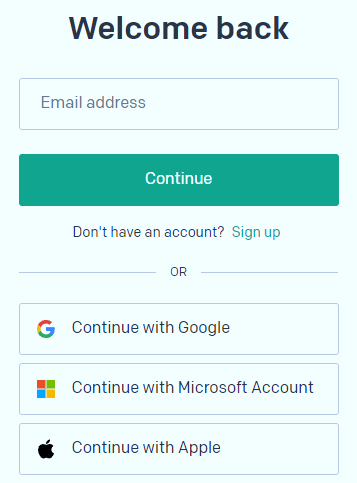 Welcome back
Email address
Continue
Don't have an account? Sign up
OR
Continue with Google
Continue with Microsoft Account
Continue with Apple